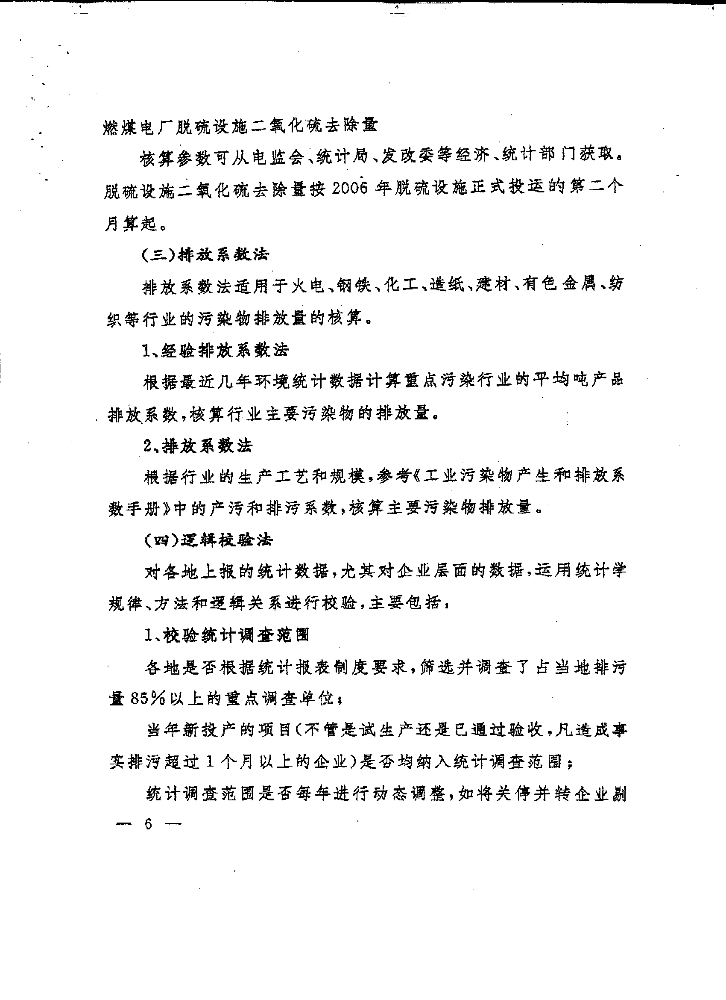 燃煤电厂脱硫设施二氧化硫去除量
核算参数可从电监会、统计局、发改委等经济、统计部门获取。
脱硫设施二氧化硫去除量按 2006 年脱硫设施正式投运的第二个
月算起。
(三)排放系数法
排放系数法适用于火电、钢铁、化工、造纸、建材、有色金属、纺
织等行业的污染物排放量的核算。
1、经验排放系数法
根据最近几年环境统计数据计算重点污染行业的平均吨产品
排放系数,核算行业主要污染物的排放量。
2、排放系数法
根据行业的生产工艺和规模,参考《工业污染物产生和排放系
数手册》中的产污和排污系数,核算主要污染物排放量。
(四)逻辑校验法
对各地上报的统计数据,尤其对企业层面的数据,运用统计学
规律、方法和逻辑关系进行校验,主要包括:
1、校验统计调查范围
各地是否根据统计报表制度要求,筛选并调查了占当地排污
量 85%以上的重点调查单位;
当年新投产的项目(不管是试生产还是已通过验收,凡造成事
实排污超过 1 个月以上的企业)是否均纳入统计调查范围;
统计调查范围是否每年进行动态调整,如将关停并转企业剔
— 6 —